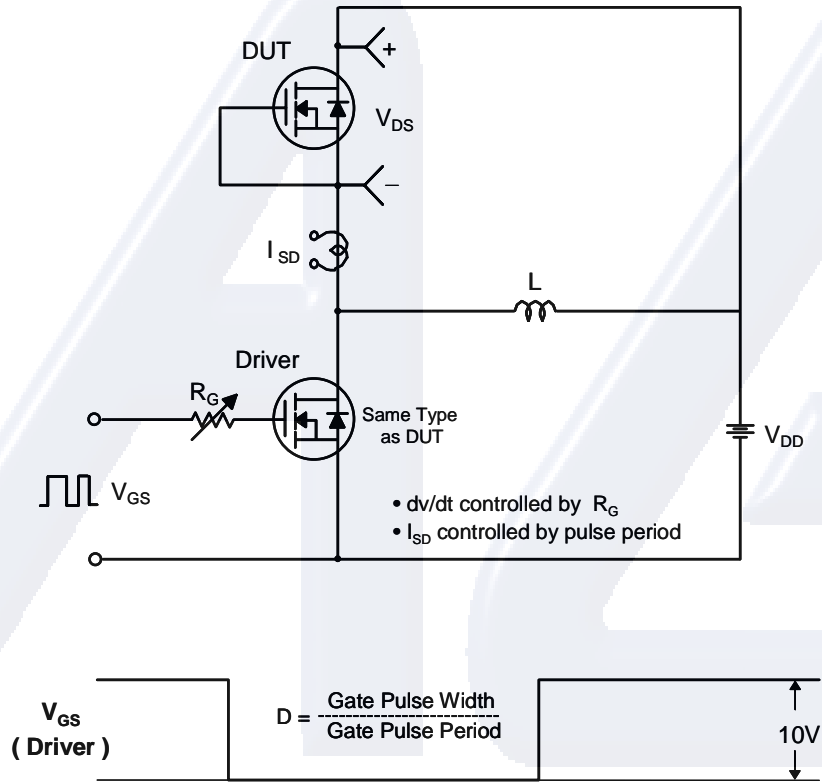 DUT
+
V_DS
−
I_SD
L
Driver
R_G
Same Type
as DUT
V_DD
V_GS
• dv/dt controlled by R_G
• I_SD controlled by pulse period
V_GS
( Driver )
D = Gate Pulse Width
Gate Pulse Period
10V